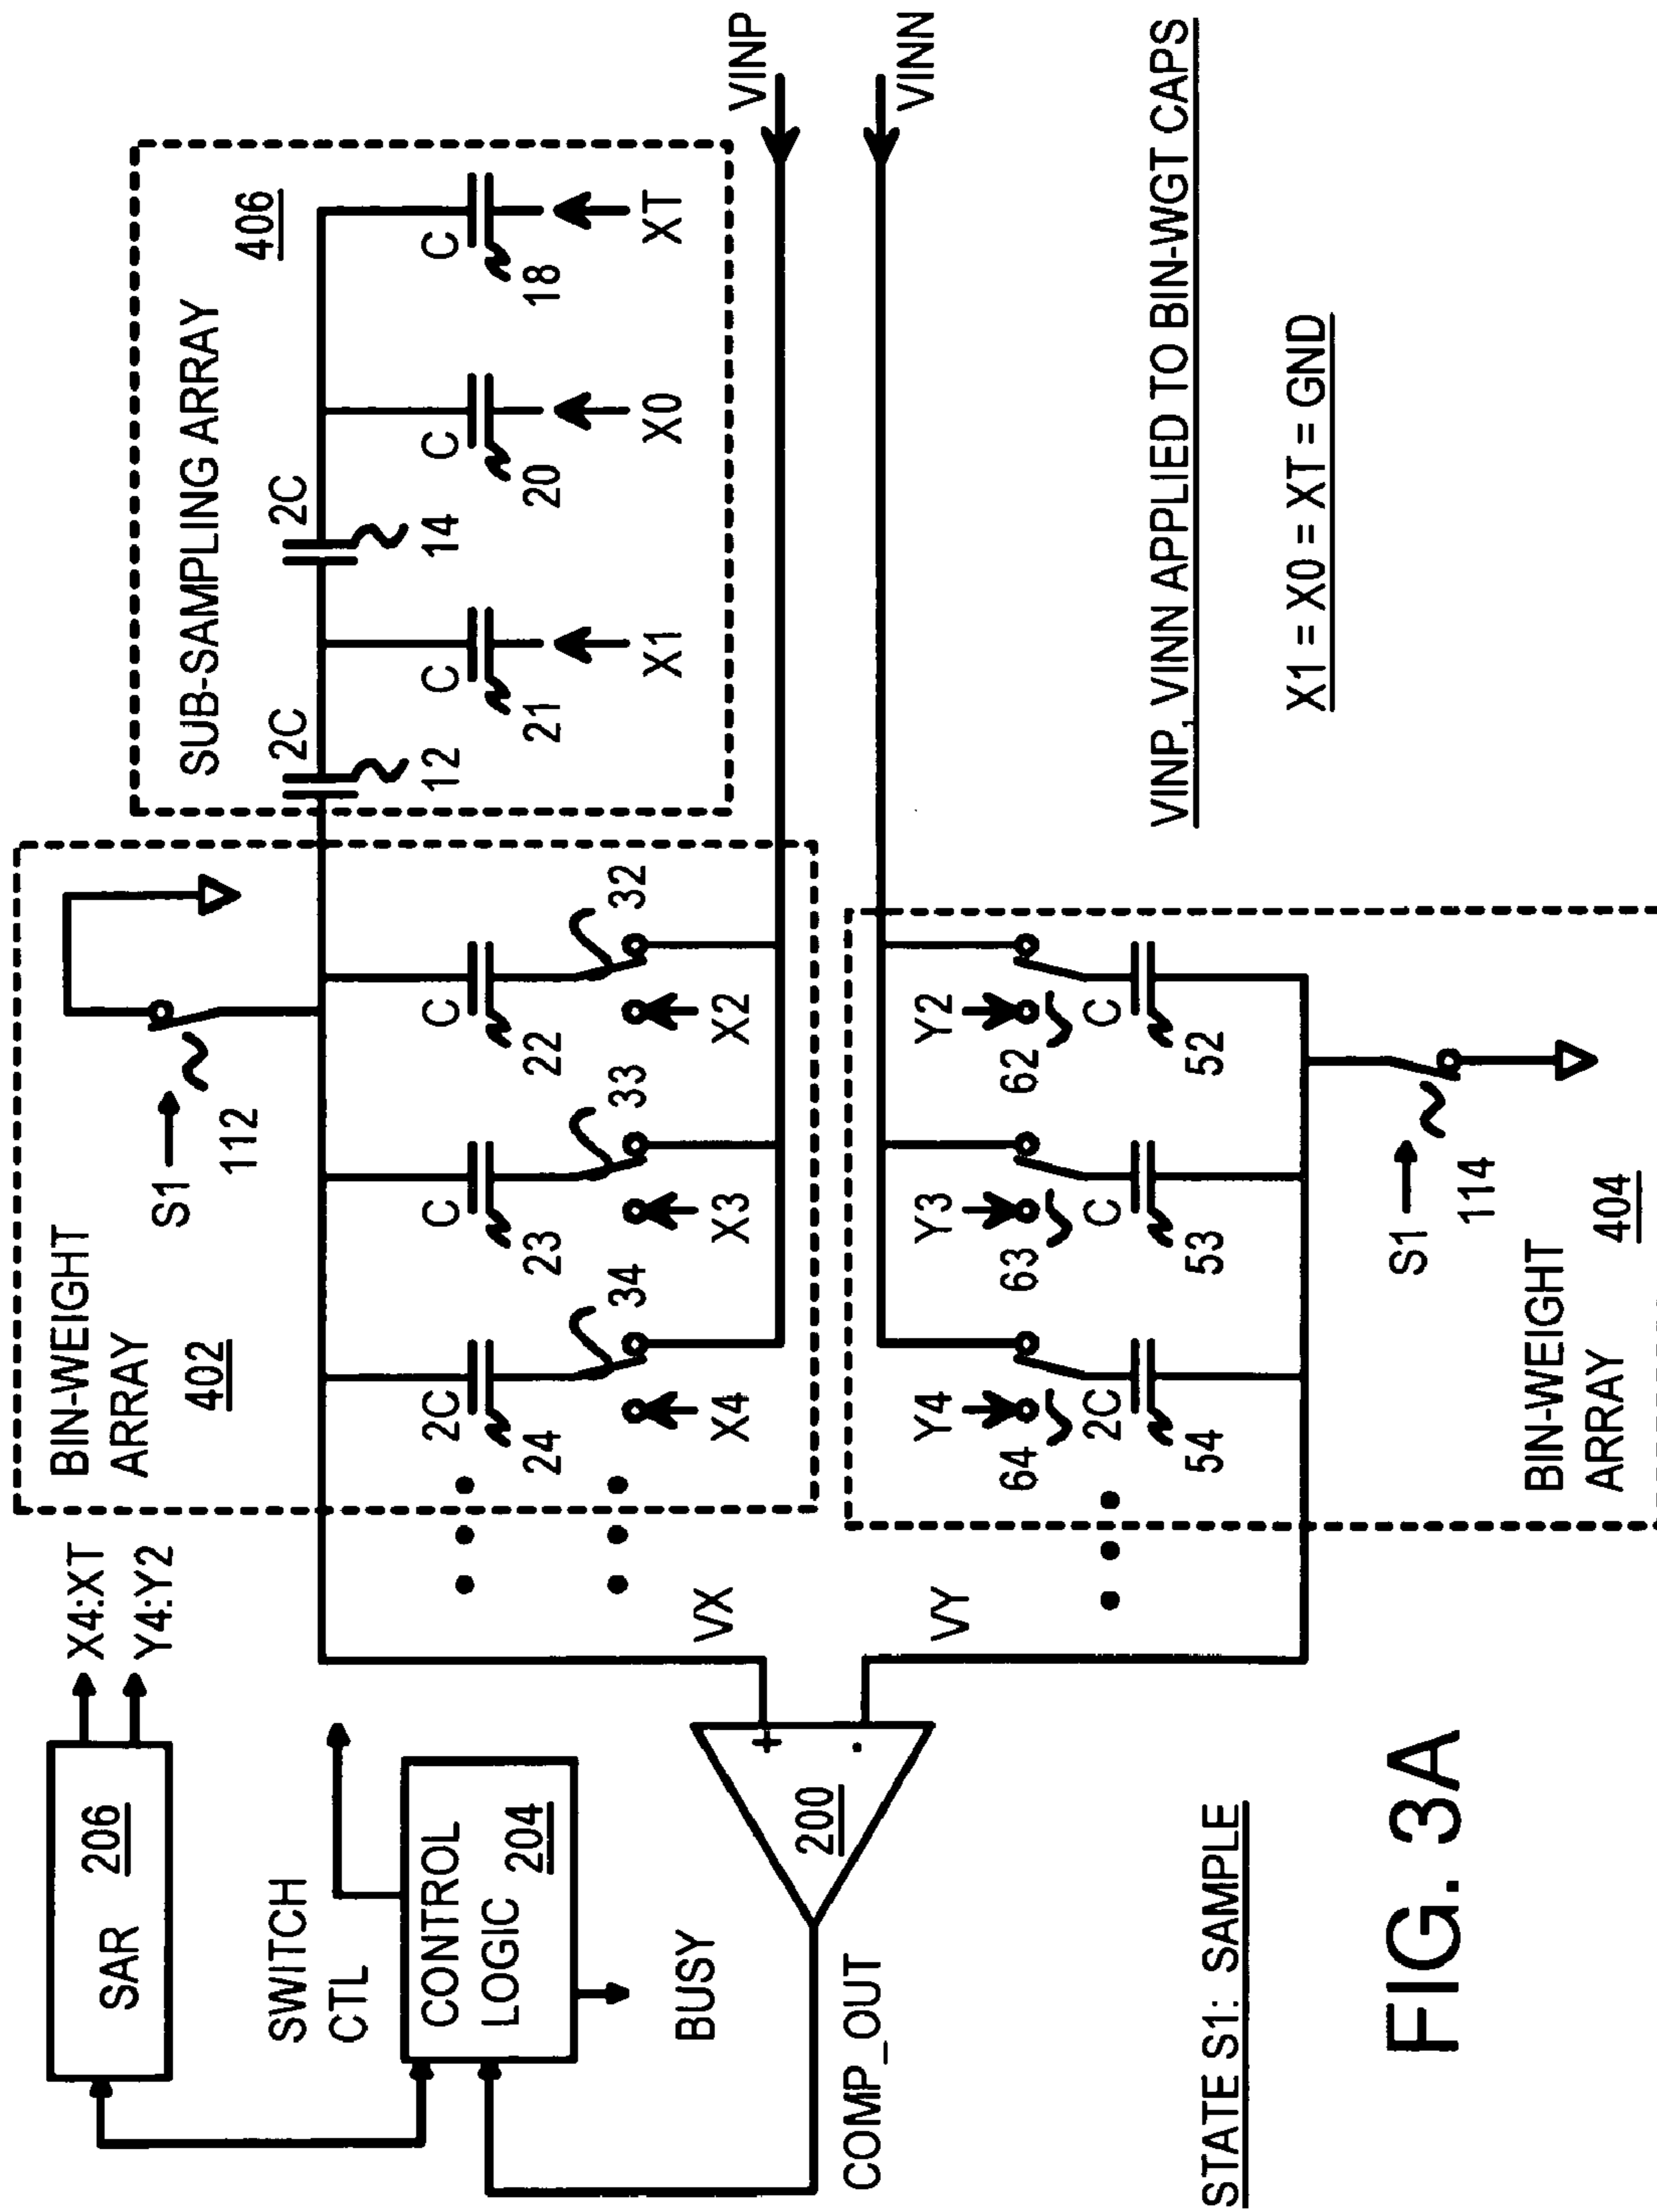 SAR 206
X4:XT
Y4:Y2
SWITCH
CTL
CONTROL
LOGIC 204
BUSY
COMP_OUT
200
+
-
VX
VY
BIN-WEIGHT
ARRAY
402
S1
112
2C
24
34
X4
C
23
33
X3
C
22
32
X2
SUB-SAMPLING ARRAY
406
2C
12
2C
14
C
21
X1
C
20
X0
C
18
XT
VINP
VINN
Y4
64
2C
54
Y3
63
C
53
Y2
62
C
52
S1
114
BIN-WEIGHT
ARRAY
404
VINP, VINN APPLIED TO BIN-WGT CAPS
X1 = X0 = XT = GND
STATE S1: SAMPLE
FIG. 3A